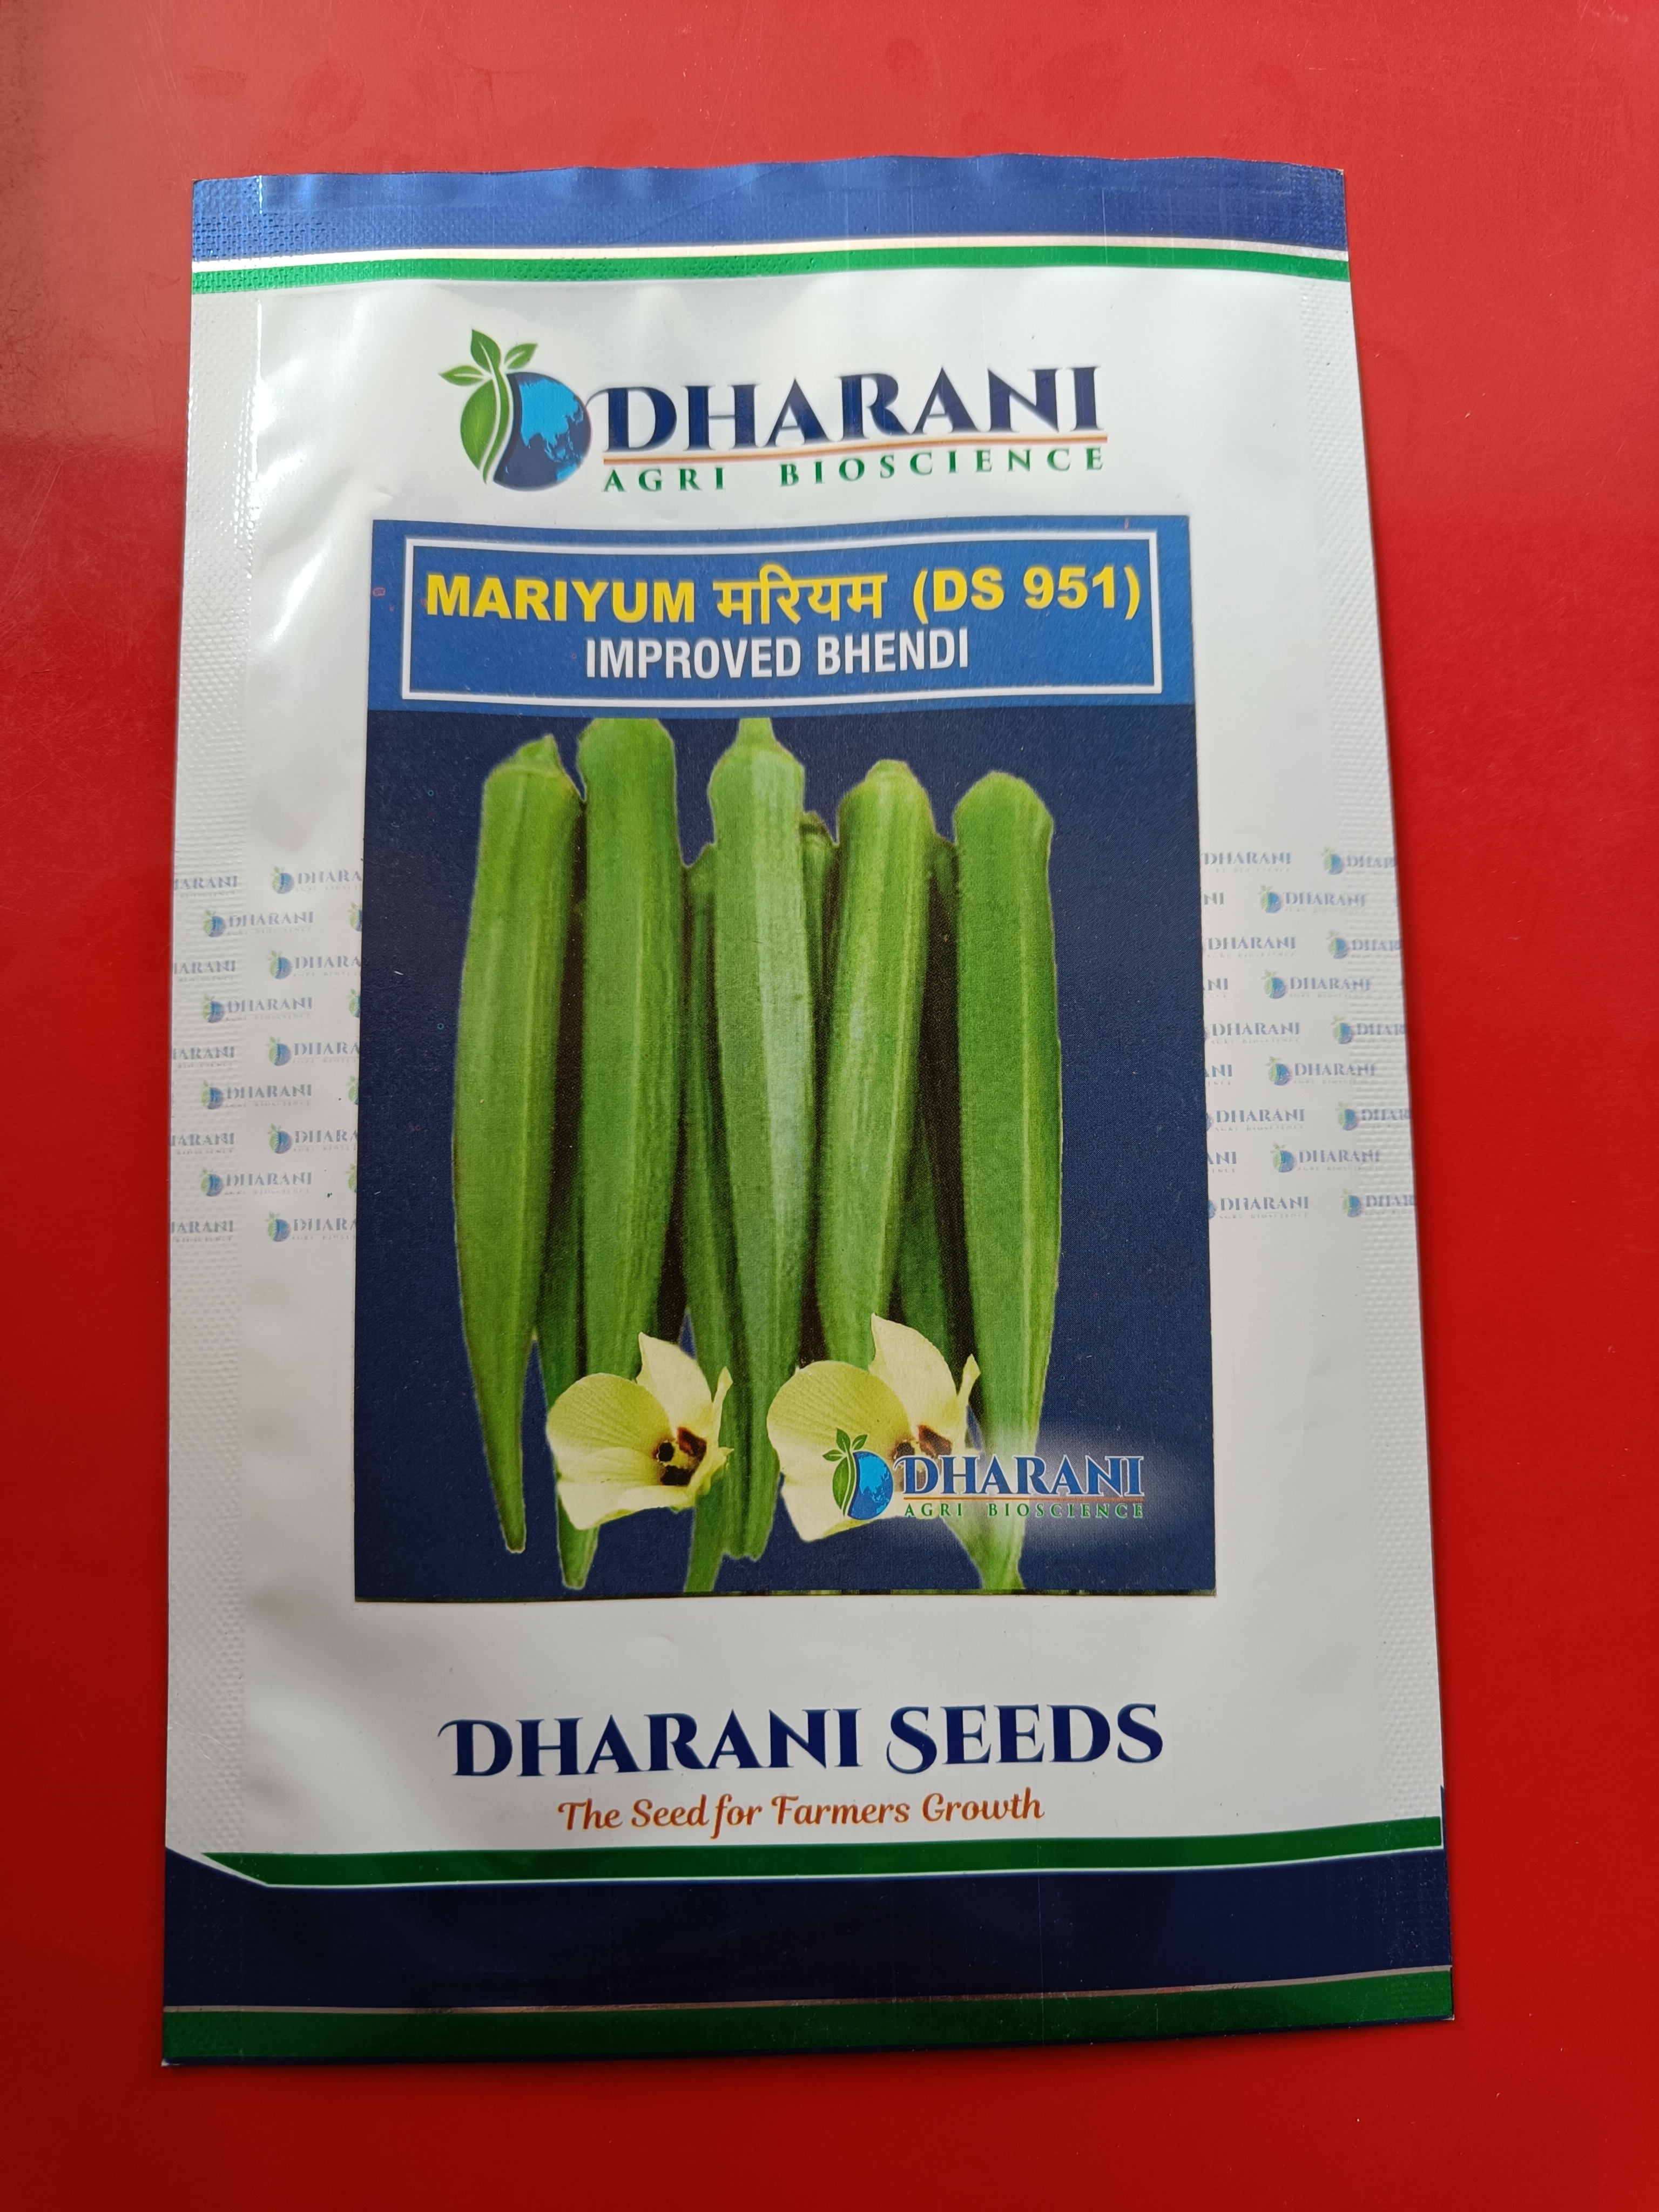 DHARANI
AGRI BIOSCIENCE
MARIYUM मरियम (DS 951)
IMPROVED BHENDI
DHARANI
AGRI BIOSCIENCE
DHARANI SEEDS
The Seed for Farmers Growth